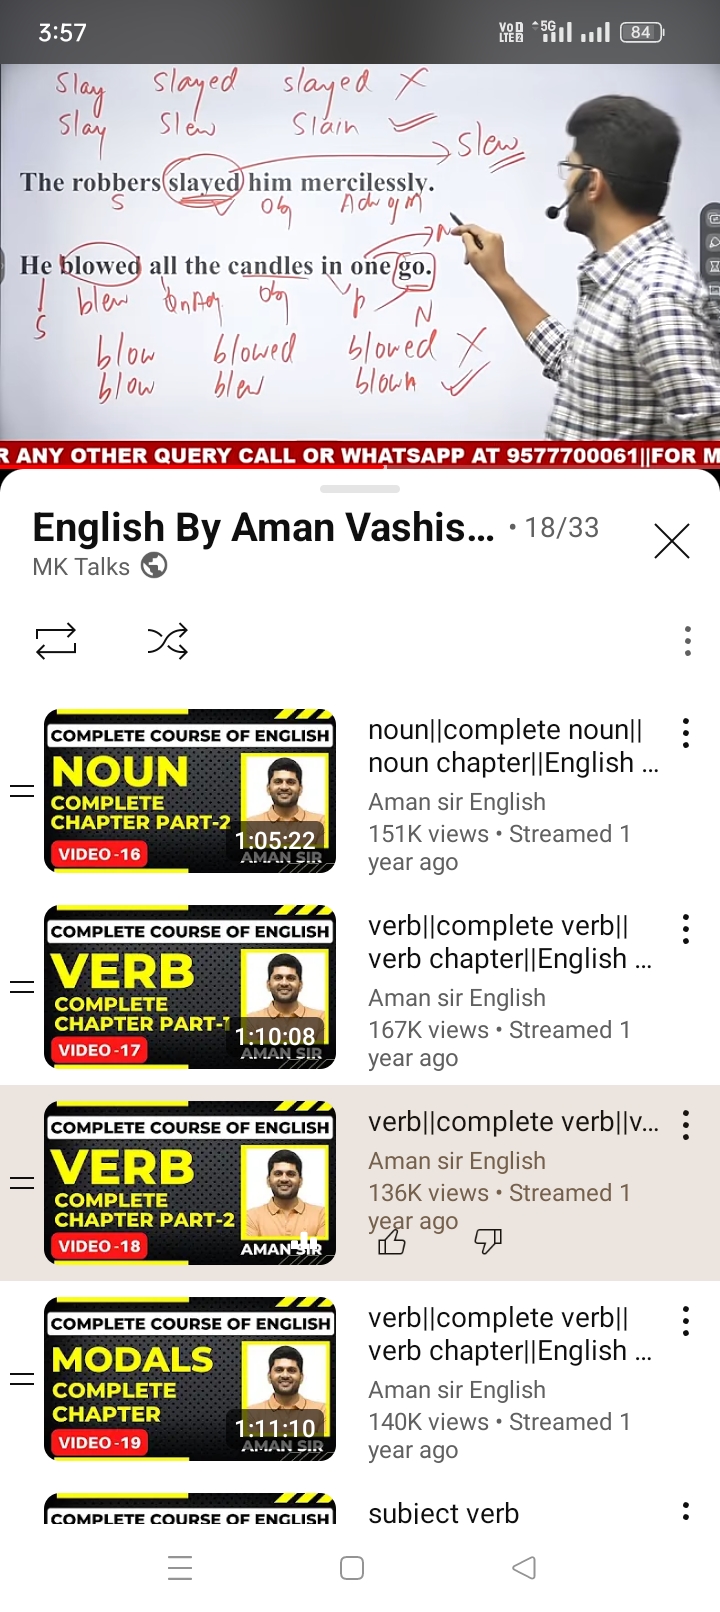 3:57
VoD LTE2 5G 84
Slay slayed slayed X
Slay Slew Slain
slew
The robbers slayed him mercilessly.
S Obj Adv of M
He blowed all the candles in one go.
S blew Obj P N
blow blowed blowed X
blow blew blown
R ANY OTHER QUERY CALL OR WHATSAPP AT 9577700061||FOR M
English By Aman Vashis... • 18/33
MK Talks
COMPLETE COURSE OF ENGLISH
NOUN
COMPLETE
CHAPTER PART-2
VIDEO -16
1:05:22
AMAN SIR
noun||complete noun||
noun chapter||English ...
Aman sir English
151K views • Streamed 1
year ago
COMPLETE COURSE OF ENGLISH
VERB
COMPLETE
CHAPTER PART-1
VIDEO -17
1:10:08
AMAN SIR
verb||complete verb||
verb chapter||English ...
Aman sir English
167K views • Streamed 1
year ago
COMPLETE COURSE OF ENGLISH
VERB
COMPLETE
CHAPTER PART-2
VIDEO -18
AMAN SIR
verb||complete verb||v...
Aman sir English
136K views • Streamed 1
year ago
COMPLETE COURSE OF ENGLISH
MODALS
COMPLETE
CHAPTER
VIDEO -19
1:11:10
AMAN SIR
verb||complete verb||
verb chapter||English ...
Aman sir English
140K views • Streamed 1
year ago
COMPLETE COURSE OF ENGLISH
subject verb